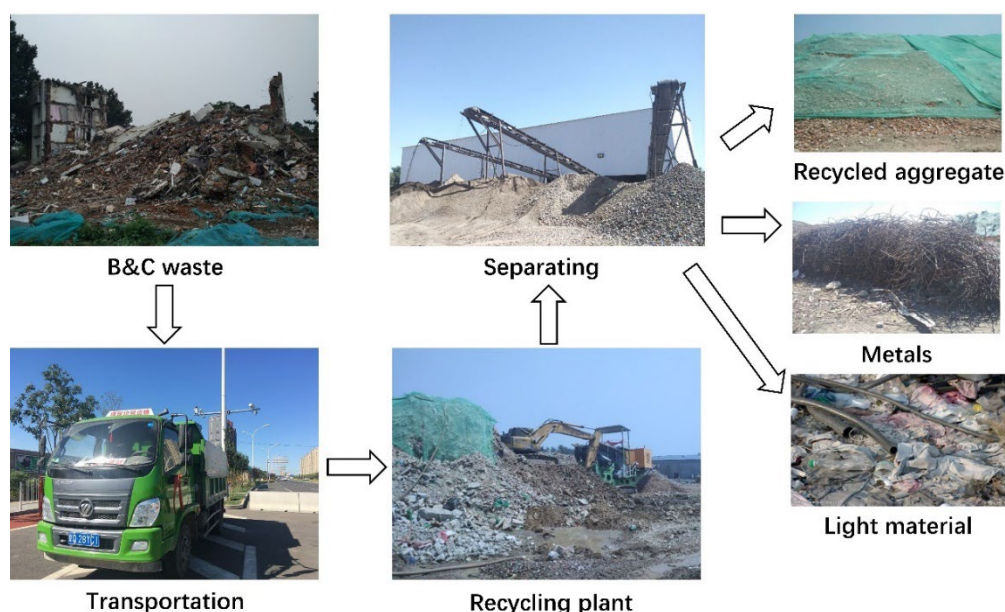 B&C waste
Separating
Recycled aggregate
Metals
Light material
Transportation
Recycling plant